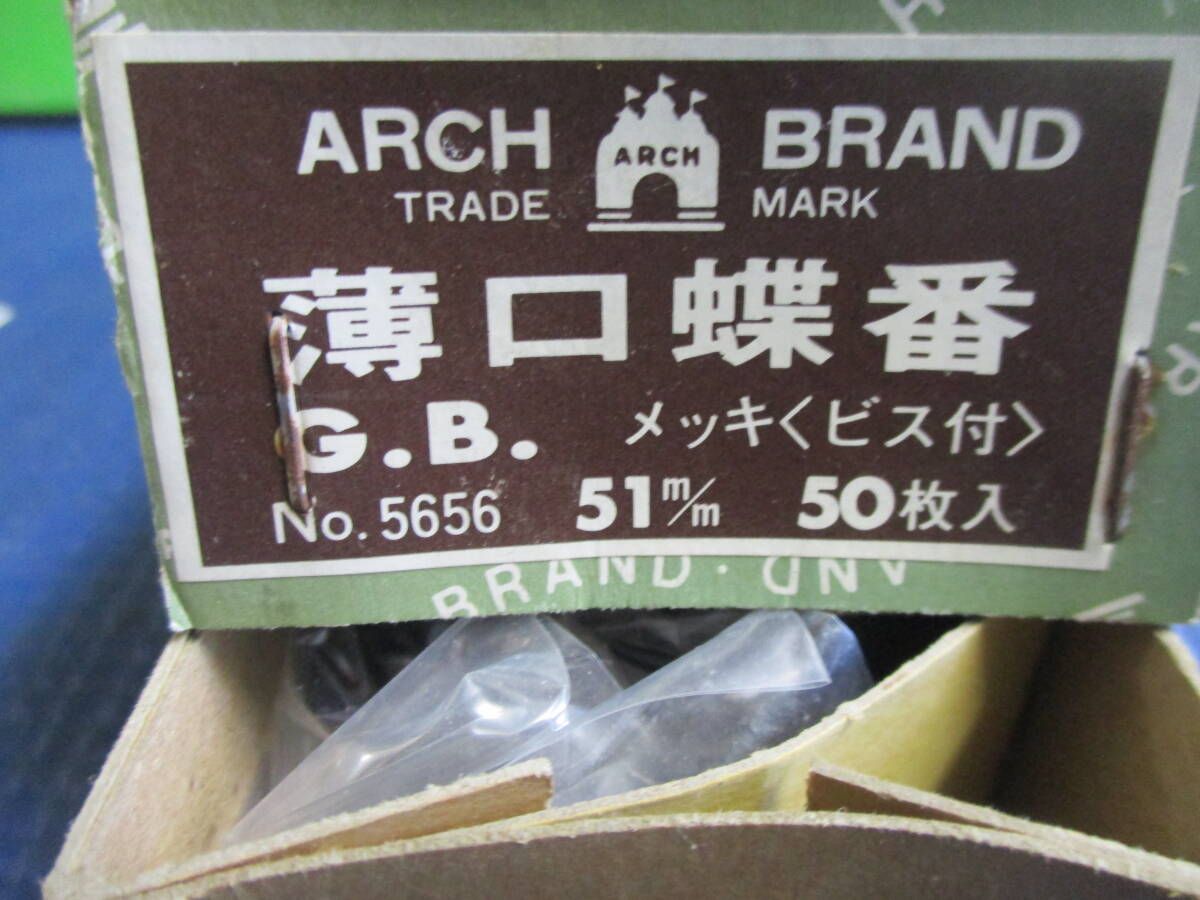 ARCH ARCH BRAND
TRADE MARK
薄口蝶番
G.B. メッキ〈ビス付〉
No. 5656 51m/m 50枚入
BRAND・